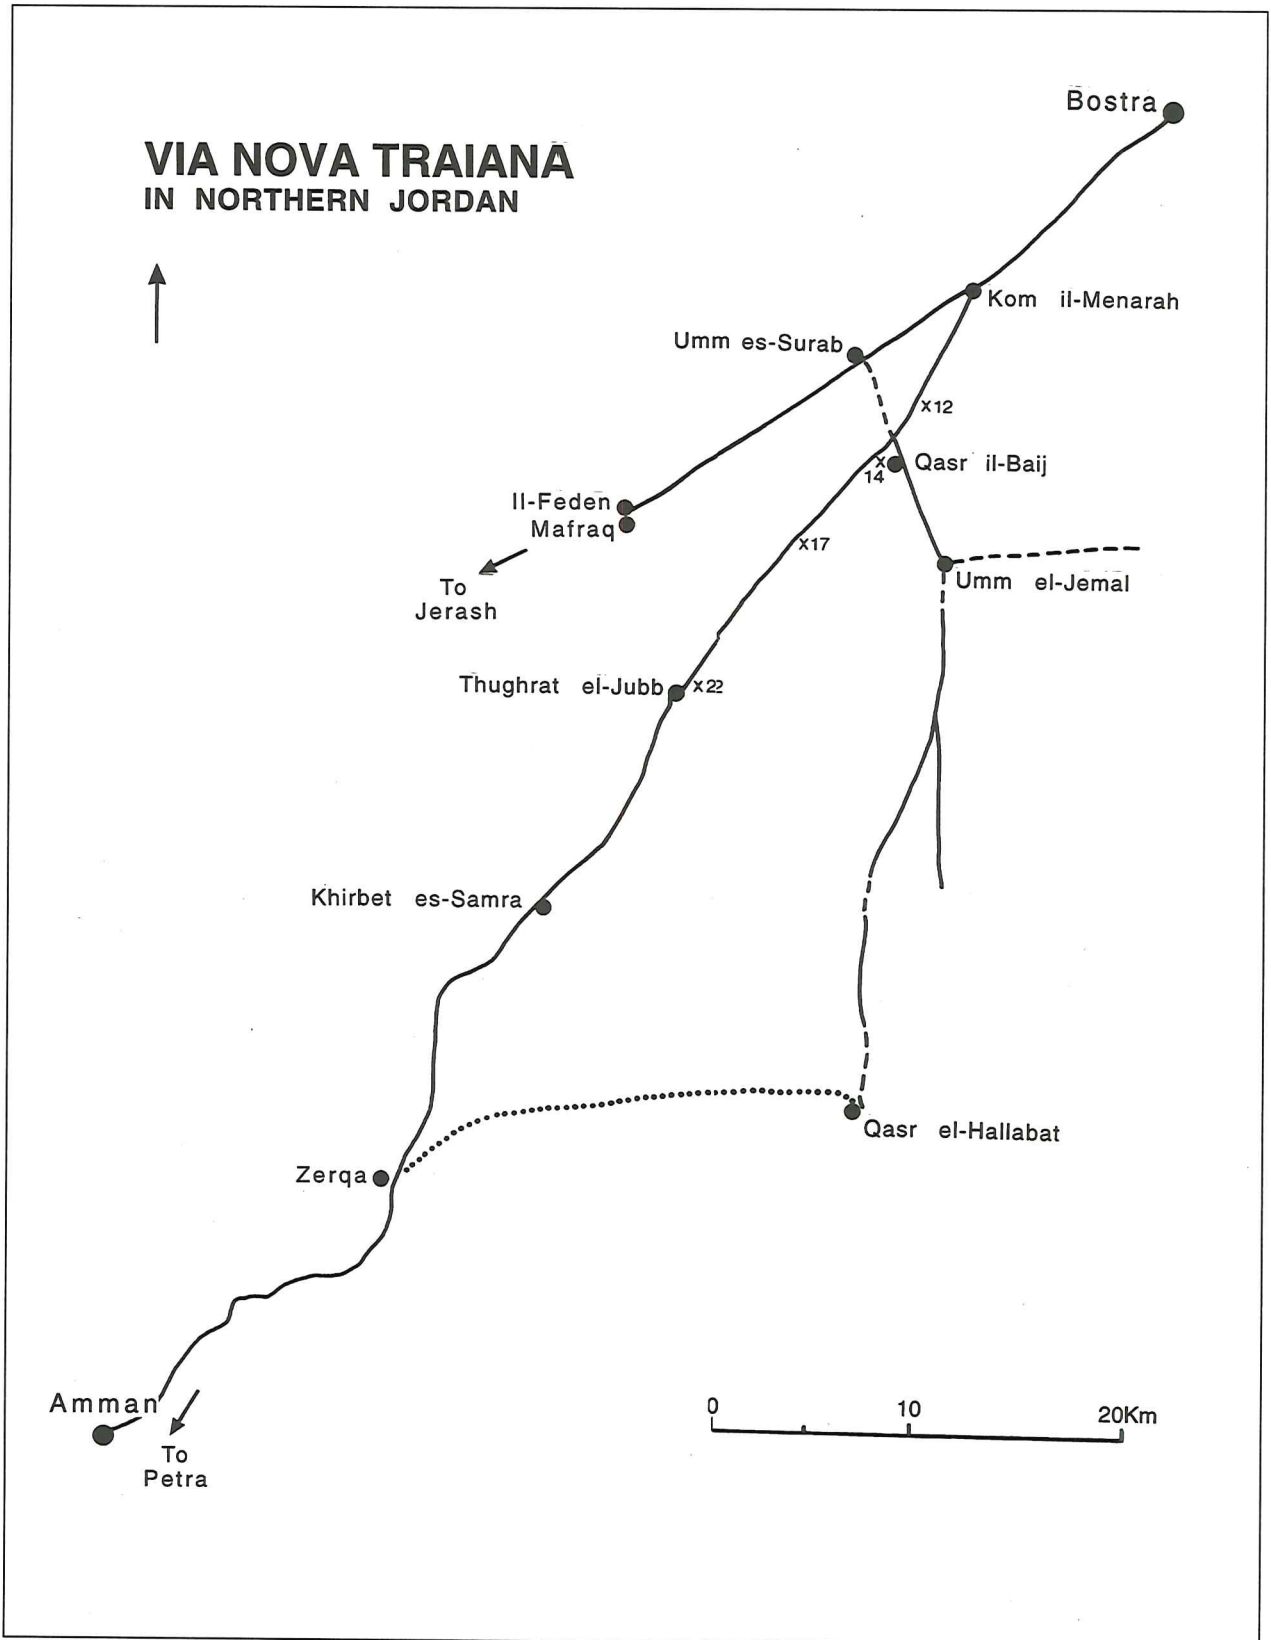 Bostra
VIA NOVA TRAIANA
IN NORTHERN JORDAN
Kom il-Menarah
Umm es-Surab
x12
Qasr il-Baij
x
14
Il-Feden
Mafraq
x17
To
Jerash
Umm el-Jemal
Thughrat el-Jubb
x22
Khirbet es-Samra
Qasr el-Hallabat
Zerqa
Amman
0 10 20Km
To
Petra